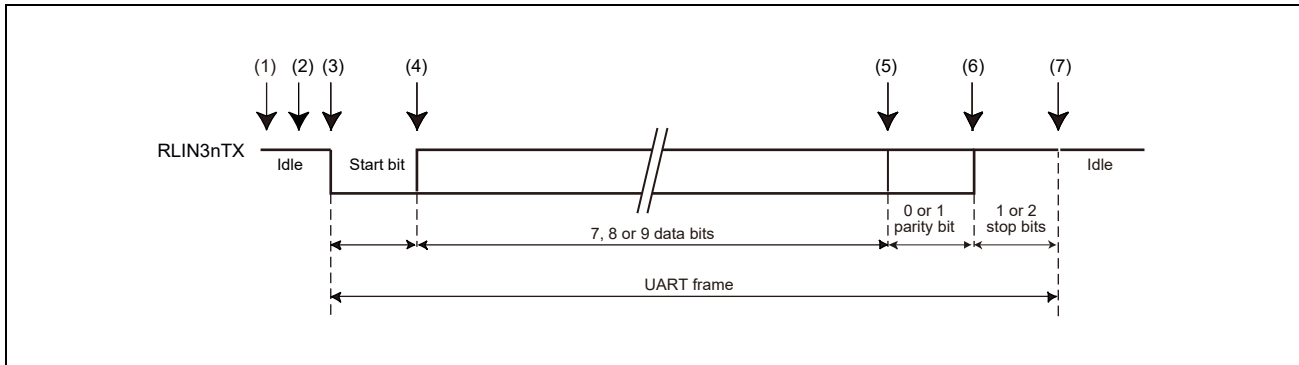 (1) (2) (3) (4) (5) (6) (7)
RLIN3nTX Idle Start bit Idle
0 or 1
parity bit
1 or 2
stop bits
7, 8 or 9 data bits
UART frame